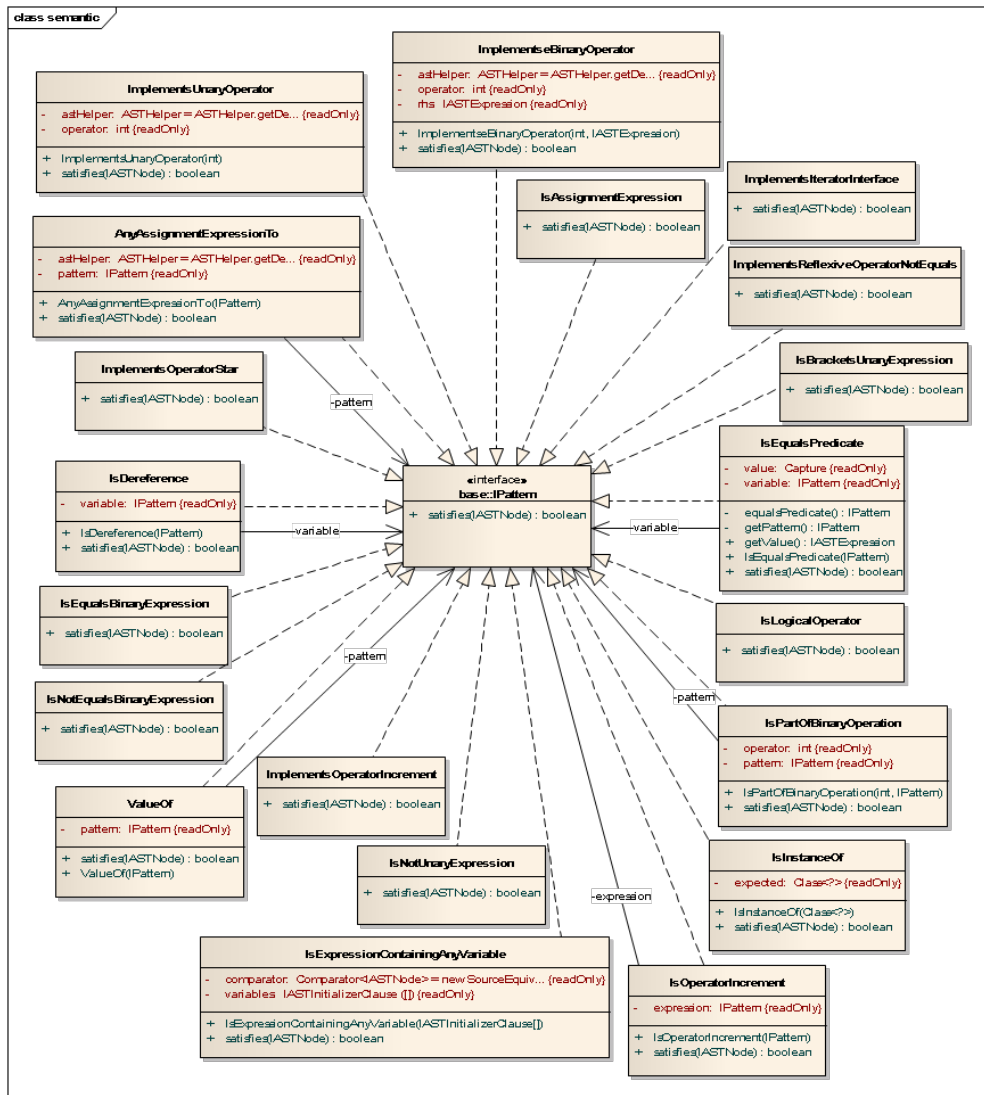 class semantic
ImplementseBinaryOperator
- astHelper: ASTHelper = ASTHelper.getDe... {readOnly}
- operator: int {readOnly}
- rhs: IASTExpression {readOnly}
+ ImplementseBinaryOperator(int, IASTExpression)
+ satisfies(IASTNode) : boolean
ImplementsUnaryOperator
- astHelper: ASTHelper = ASTHelper.getDe... {readOnly}
- operator: int {readOnly}
+ ImplementsUnaryOperator(int)
+ satisfies(IASTNode) : boolean
ImplementsIteratorInterface
+ satisfies(IASTNode) : boolean
IsAssignmentExpression
+ satisfies(IASTNode) : boolean
AnyAssignmentExpressionTo
- astHelper: ASTHelper = ASTHelper.getDe... {readOnly}
- pattern: IPattern {readOnly}
+ AnyAssignmentExpressionTo(IPattern)
+ satisfies(IASTNode) : boolean
ImplementsReflexiveOperatorNotEquals
+ satisfies(IASTNode) : boolean
IsBracketsUnaryExpression
+ satisfies(IASTNode) : boolean
ImplementsOperatorStar
+ satisfies(IASTNode) : boolean
-pattern
IsEqualsPredicate
- value: Capture {readOnly}
- variable: IPattern {readOnly}
- equalsPredicate() : IPattern
- getPattern() : IPattern
+ getValue() : IASTExpression
+ IsEqualsPredicate(IPattern)
+ satisfies(IASTNode) : boolean
IsDereference
- variable: IPattern {readOnly}
+ IsDereference(IPattern)
+ satisfies(IASTNode) : boolean
-variable
«interface»
base::IPattern
+ satisfies(IASTNode) : boolean
-variable
IsEqualsBinaryExpression
+ satisfies(IASTNode) : boolean
IsLogicalOperator
+ satisfies(IASTNode) : boolean
-pattern
IsNotEqualsBinaryExpression
+ satisfies(IASTNode) : boolean
-pattern
IsPartOfBinaryOperation
- operator: int {readOnly}
- pattern: IPattern {readOnly}
+ IsPartOfBinaryOperation(int, IPattern)
+ satisfies(IASTNode) : boolean
ImplementsOperatorIncrement
+ satisfies(IASTNode) : boolean
ValueOf
- pattern: IPattern {readOnly}
+ satisfies(IASTNode) : boolean
+ ValueOf(IPattern)
IsNotUnaryExpression
+ satisfies(IASTNode) : boolean
IsInstanceOf
- expected: Class<?> {readOnly}
+ IsInstanceOf(Class<?>)
+ satisfies(IASTNode) : boolean
-expression
IsExpressionContainingAnyVariable
- comparator: Comparator<IASTNode> = new SourceEquiv... {readOnly}
- variables: IASTInitializerClause ([]) {readOnly}
+ IsExpressionContainingAnyVariable(IASTInitializerClause[])
+ satisfies(IASTNode) : boolean
IsOperatorIncrement
- expression: IPattern {readOnly}
+ IsOperatorIncrement(IPattern)
+ satisfies(IASTNode) : boolean